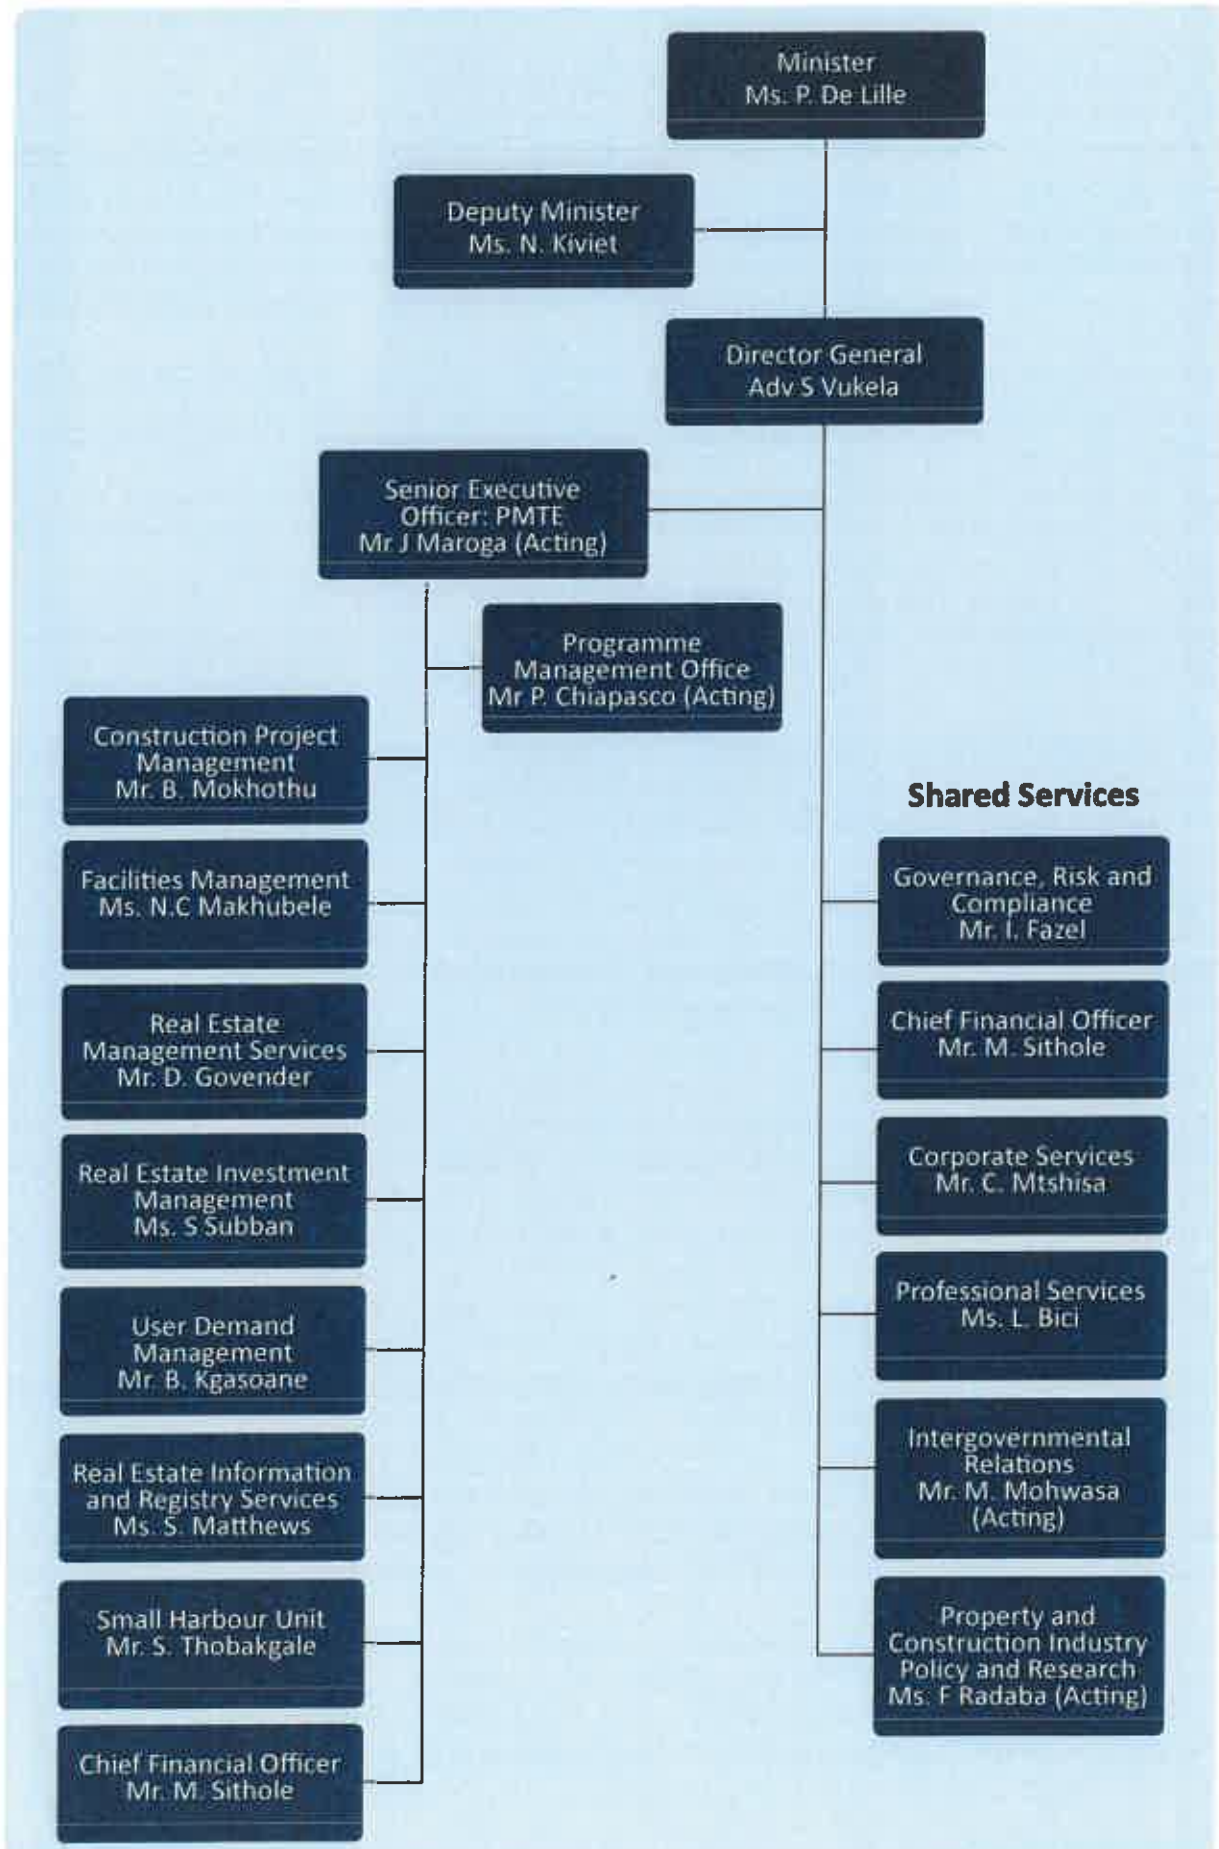 Minister
Ms. P. De Lille
Deputy Minister
Ms. N. Kiviet
Director General
Adv S Vukela
Senior Executive
Officer: PMTE
Mr J Maroga (Acting)
Programme
Management Office
Mr P. Chiapasco (Acting)
Construction Project
Management
Mr. B. Mokhothu
Facilities Management
Ms. N.C Makhubele
Real Estate
Management Services
Mr. D. Govender
Real Estate Investment
Management
Ms. S Subban
User Demand
Management
Mr. B. Kgasoane
Real Estate Information
and Registry Services
Ms. S. Matthews
Small Harbour Unit
Mr. S. Thobakgale
Chief Financial Officer
Mr. M. Sithole
Shared Services
Governance, Risk and
Compliance
Mr. I. Fazel
Chief Financial Officer
Mr. M. Sithole
Corporate Services
Mr. C. Mtshisa
Professional Services
Ms. L. Bici
Intergovernmental
Relations
Mr. M. Mohwasa
(Acting)
Property and
Construction Industry
Policy and Research
Ms. F Radaba (Acting)